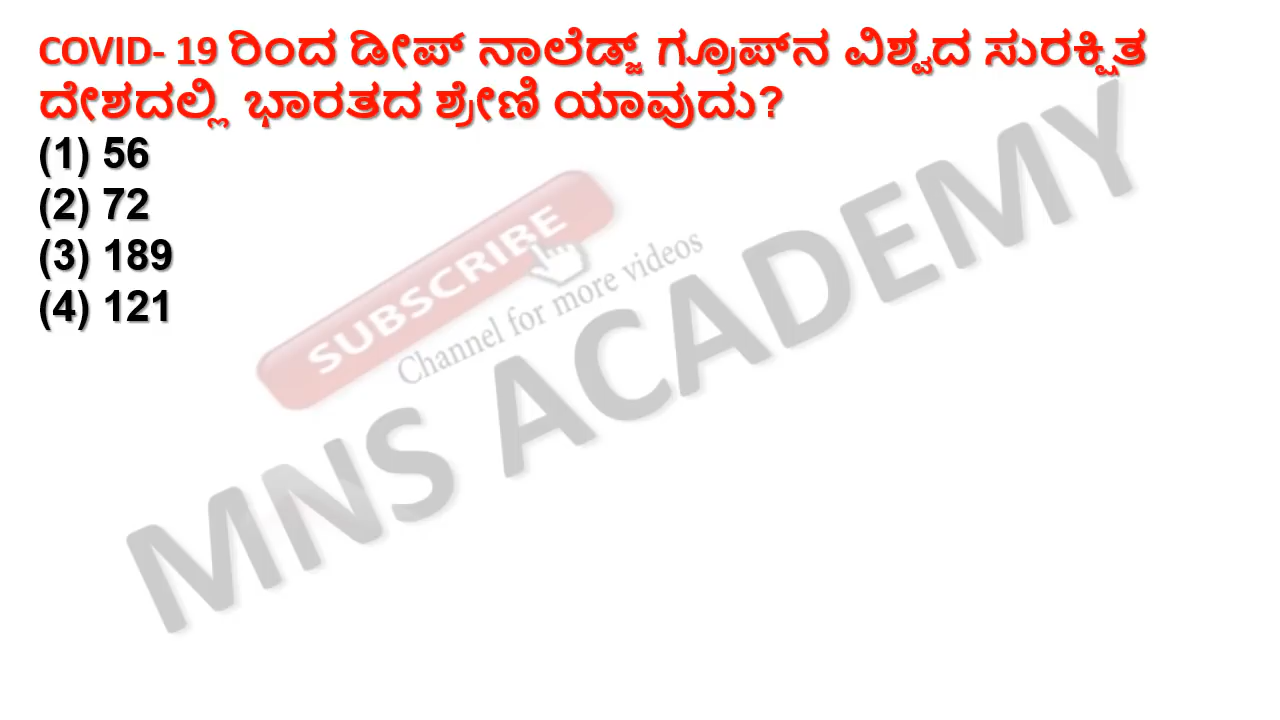 COVID- 19 ರಿಂದ ಡೀಪ್ ನಾಲೆಡ್ಜ್ ಗ್ರೂಪ್‌ನ ವಿಶ್ವದ ಸುರಕ್ಷಿತ
ದೇಶದಲ್ಲಿ ಭಾರತದ ಶ್ರೇಣಿ ಯಾವುದು?
(1) 56
(2) 72
(3) 189
(4) 121
SUBSCRIBE
Channel for more videos
MNS ACADEMY